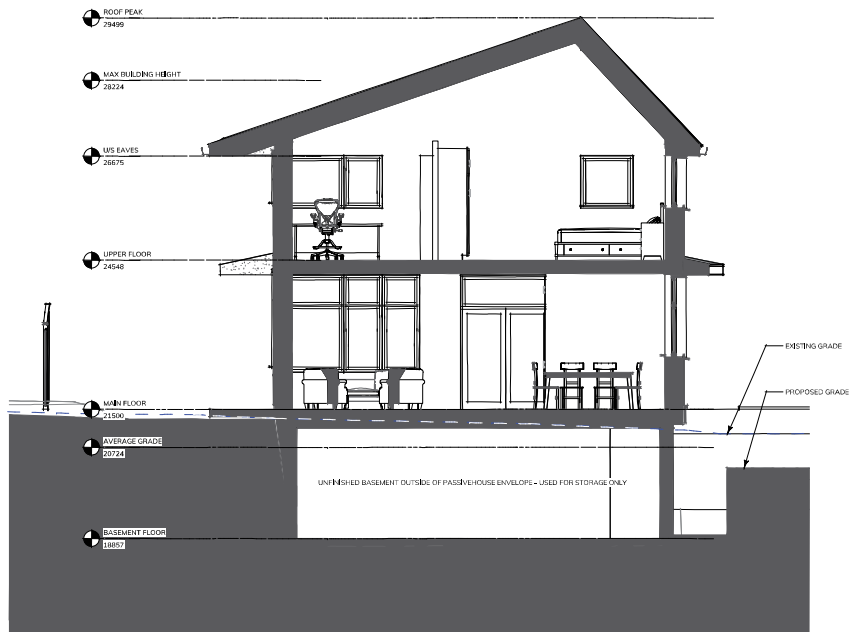 ROOF PEAK
29499
MAX BUILDING HEIGHT
28224
U/S EAVES
26675
UPPER FLOOR
24548
EXISTING GRADE
PROPOSED GRADE
MAIN FLOOR
21500
AVERAGE GRADE
20724
UNFINISHED BASEMENT OUTSIDE OF PASSIVEHOUSE ENVELOPE - USED FOR STORAGE ONLY
BASEMENT FLOOR
18857